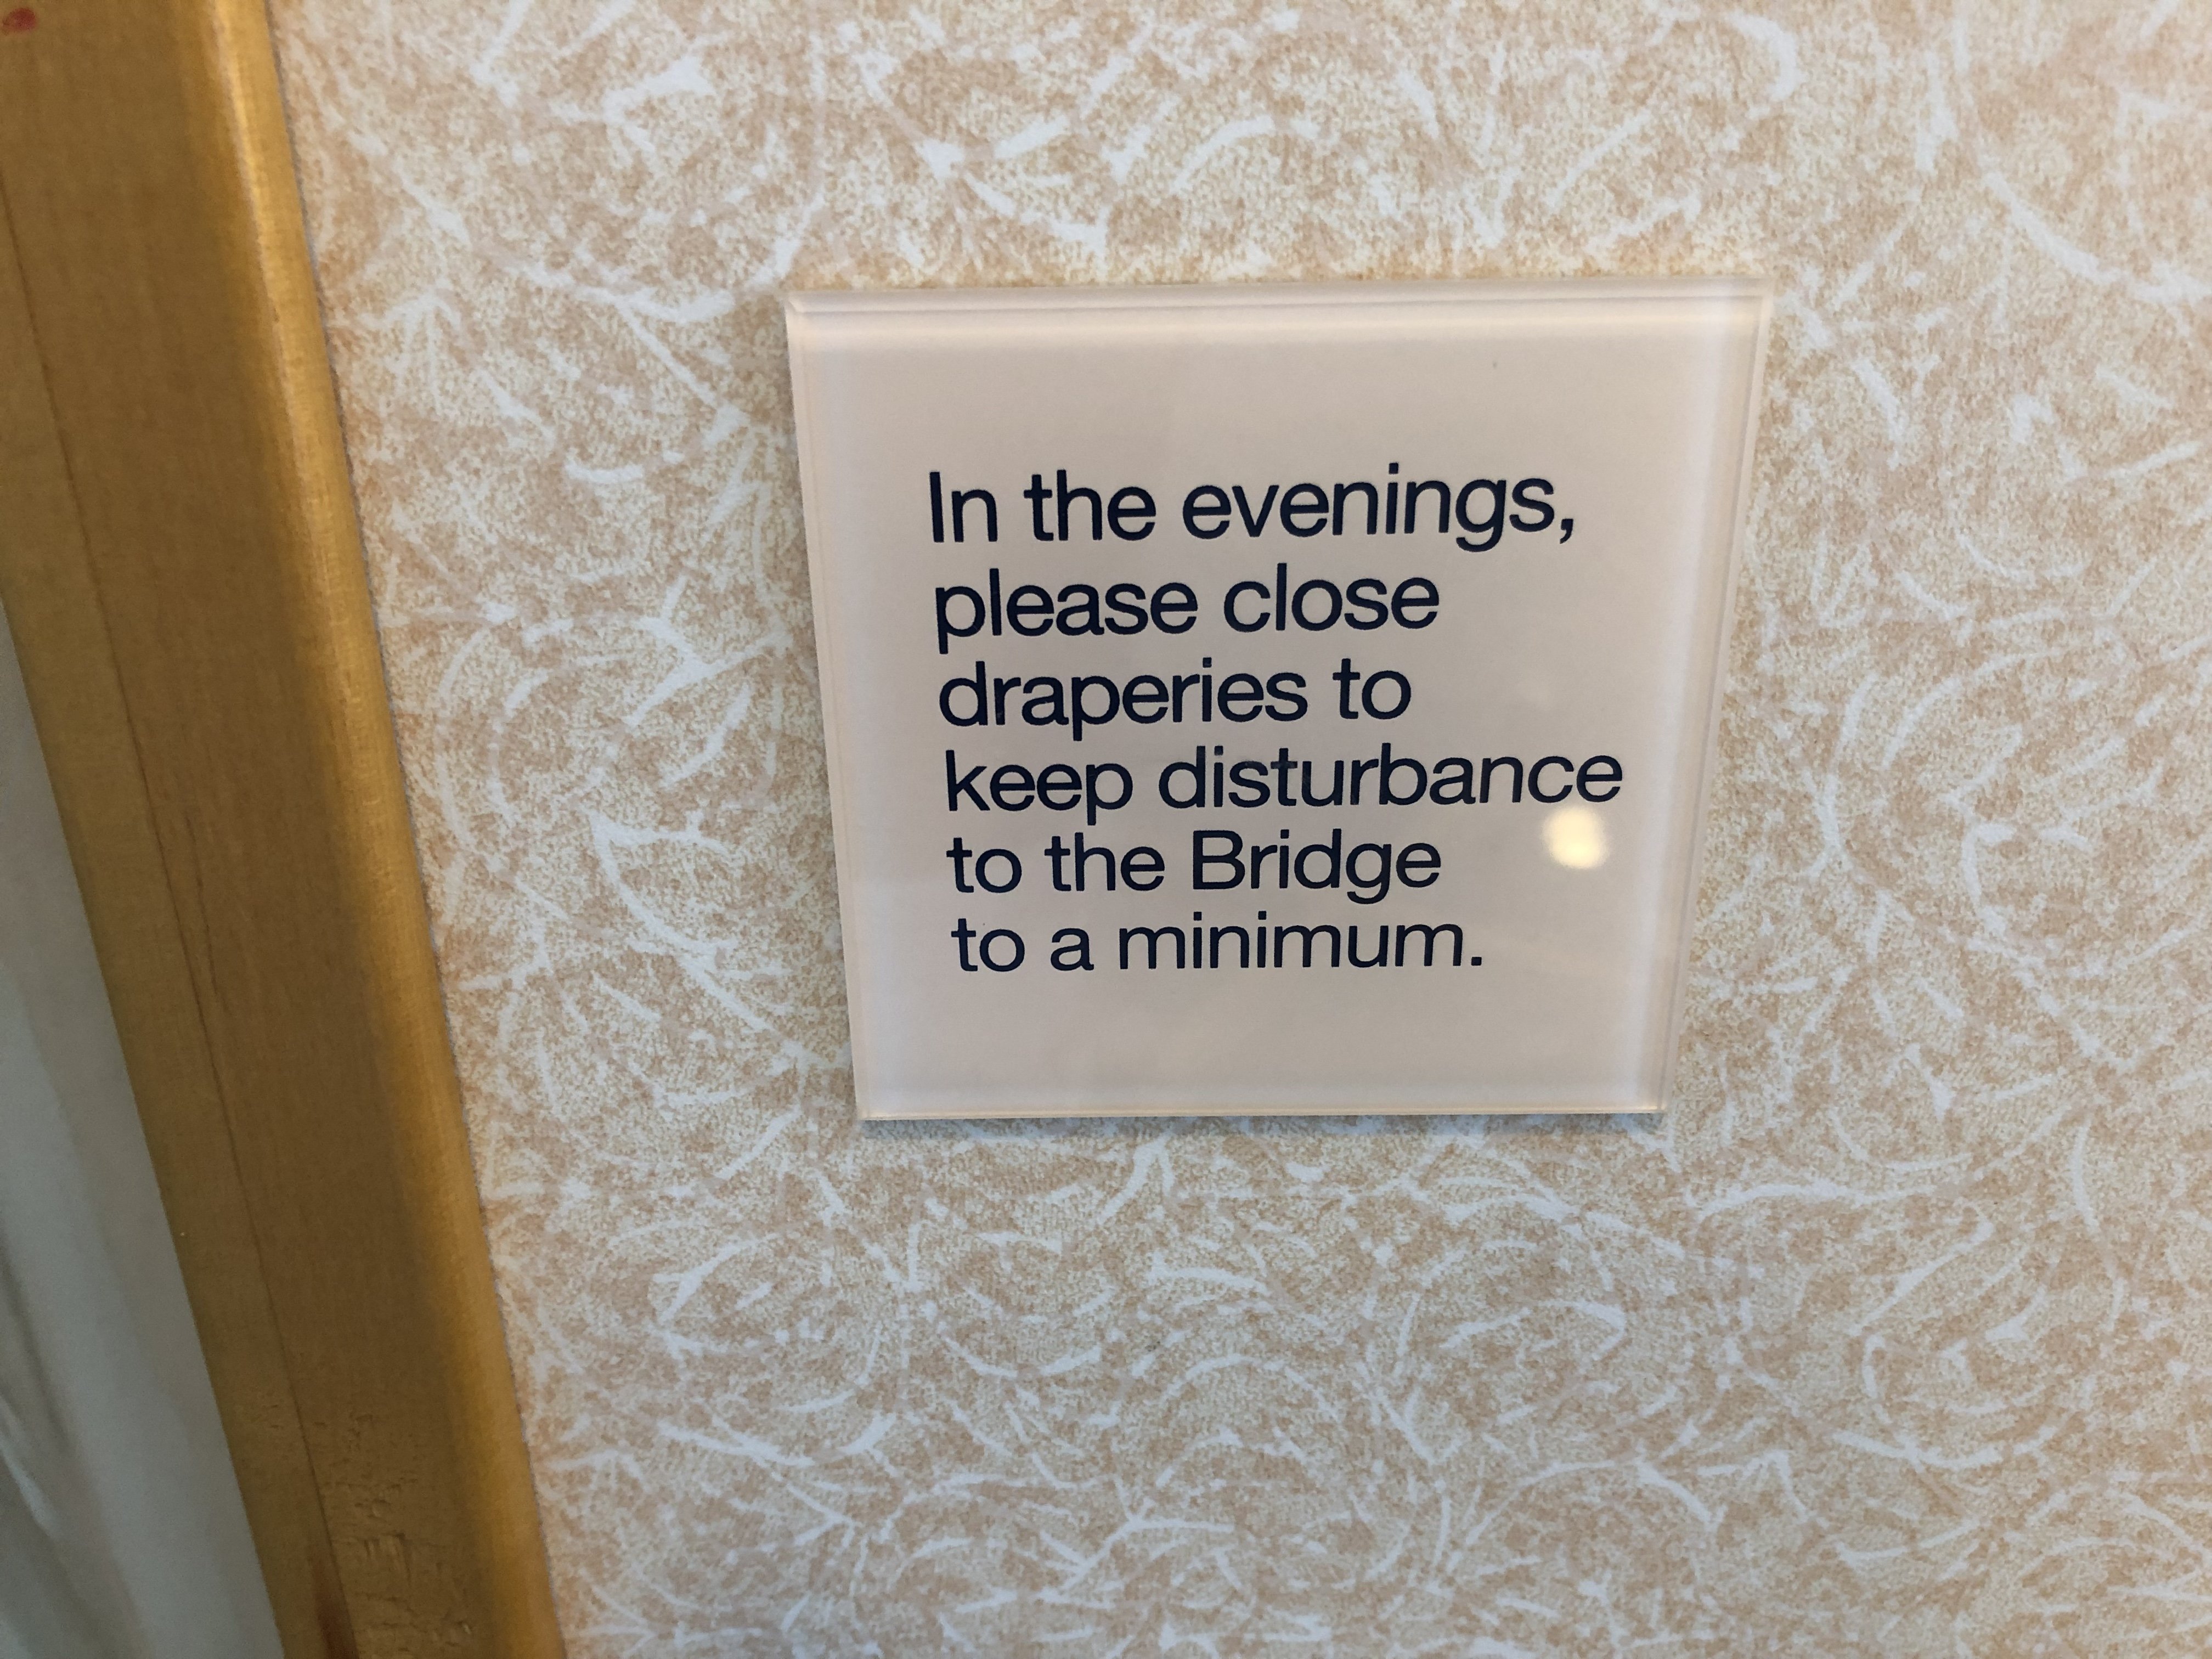 In the evenings,
please close
draperies to
keep disturbance
to the Bridge
to a minimum.